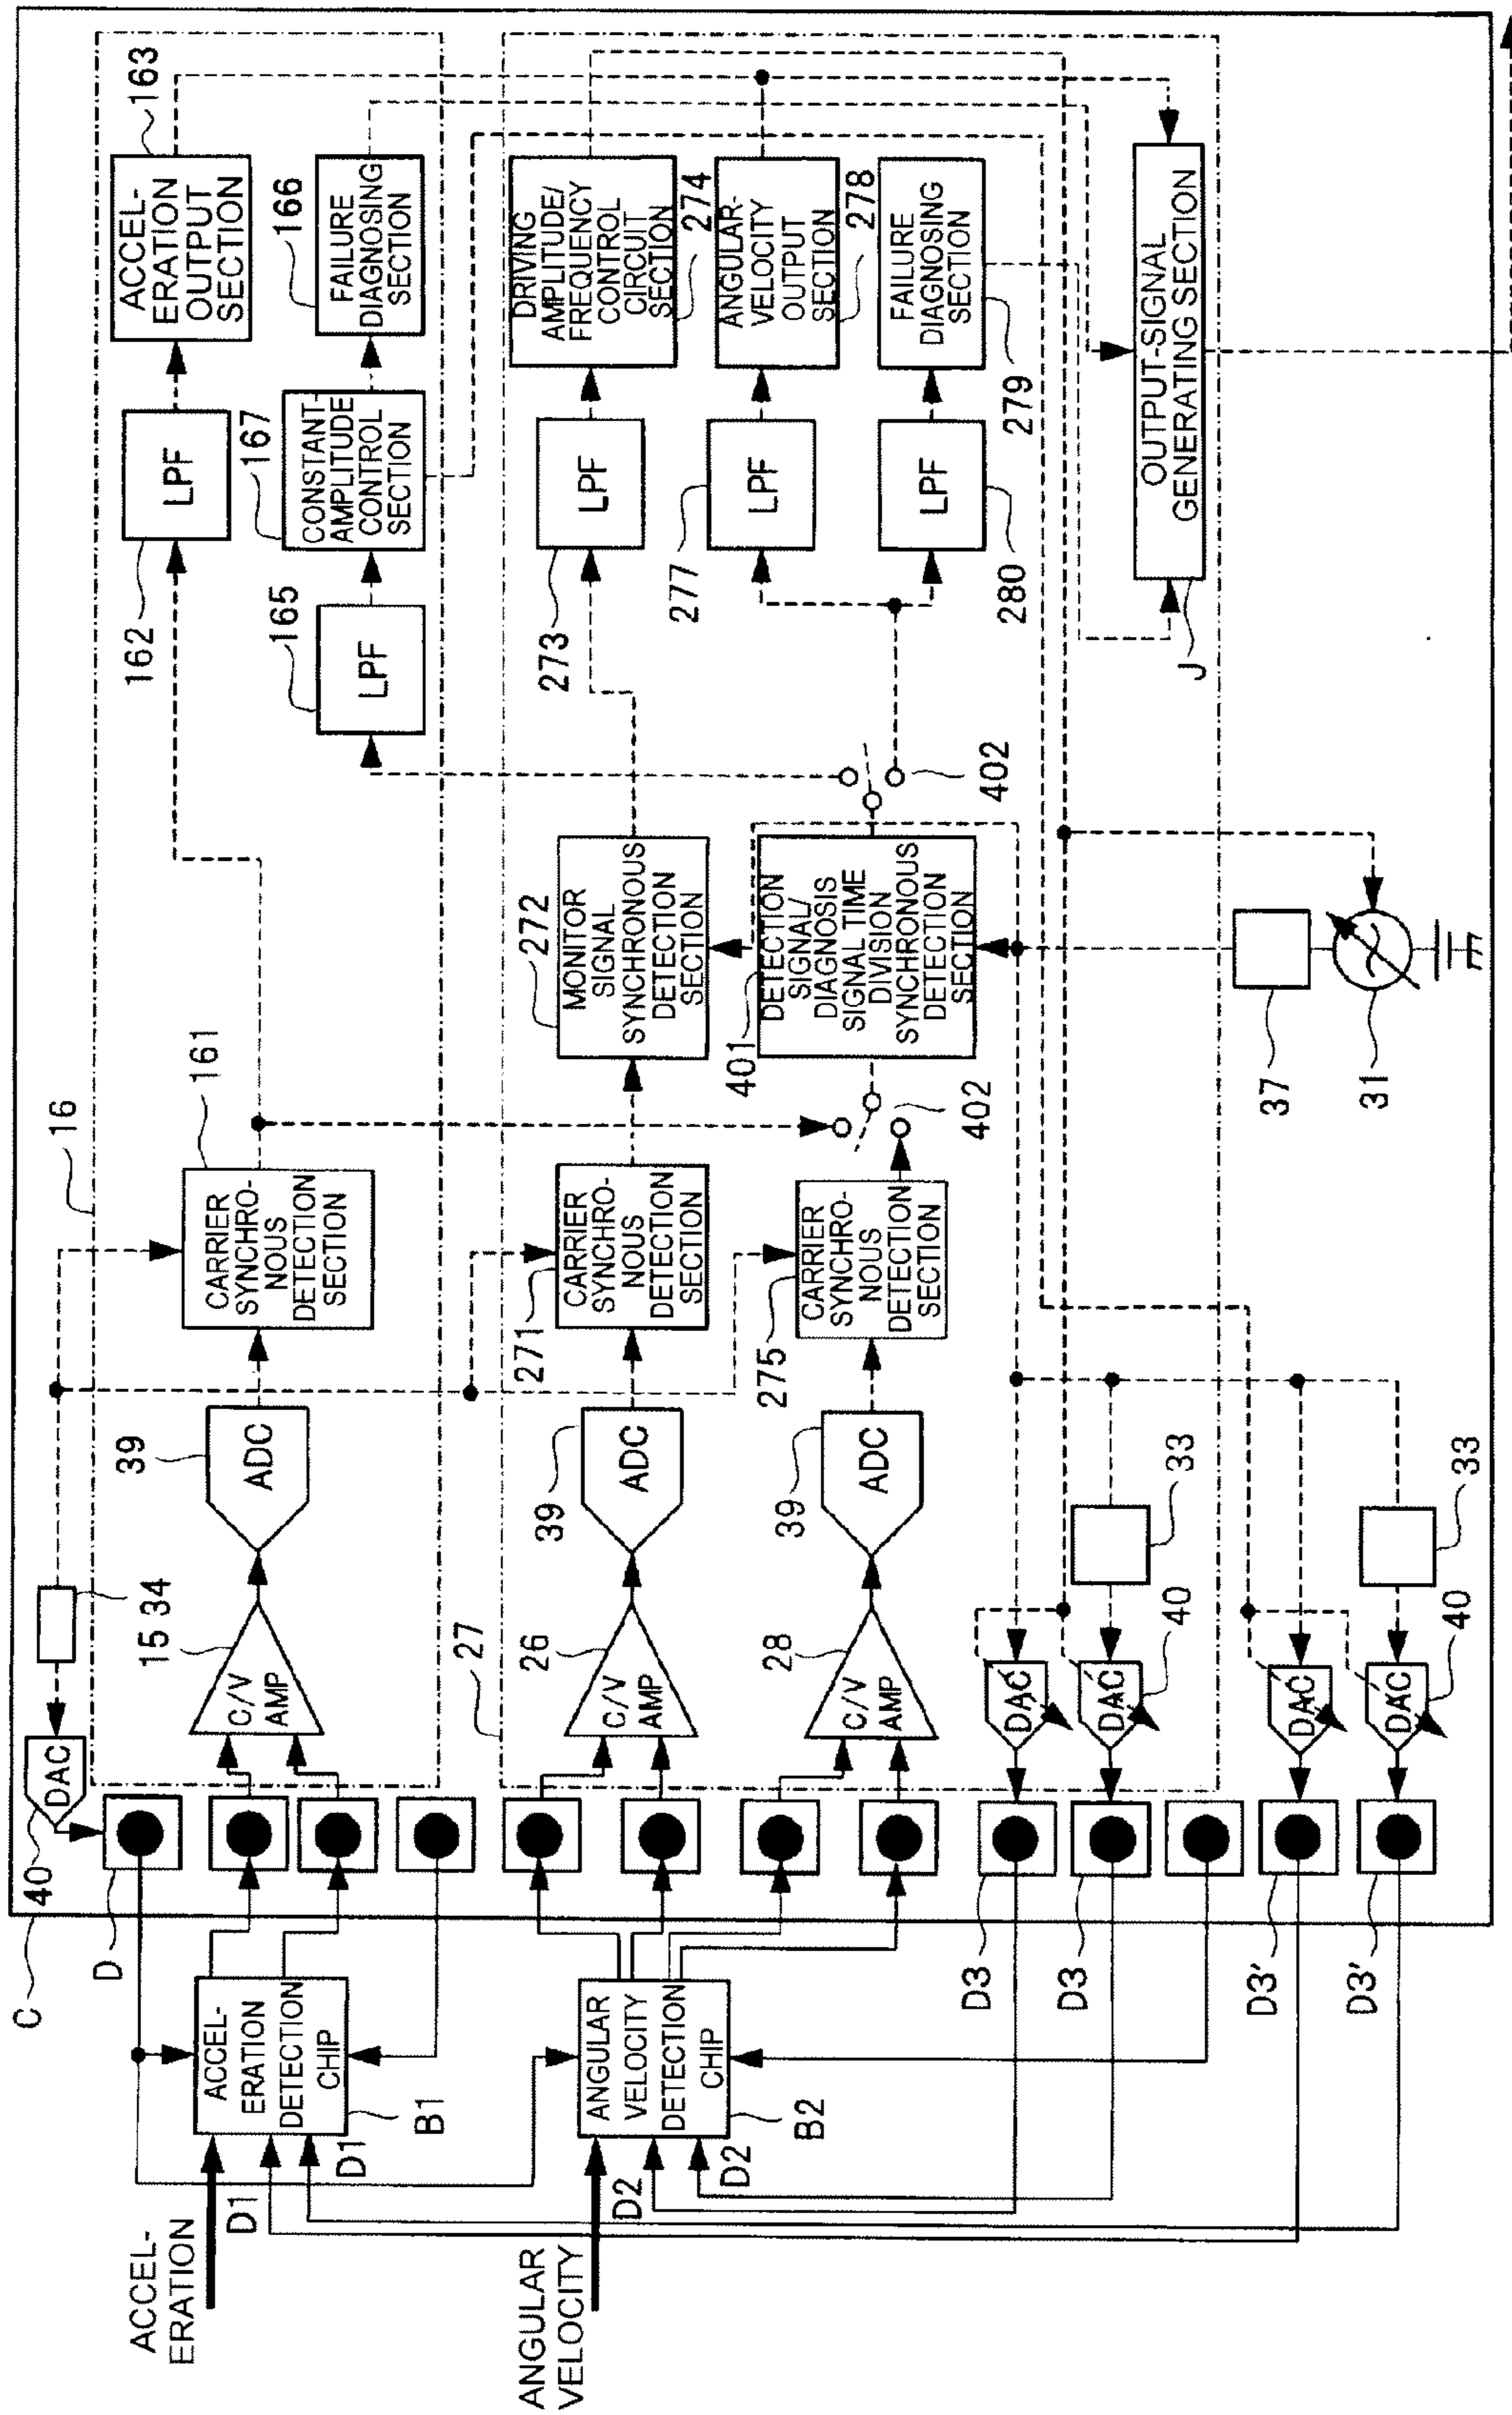 C
40
DAC
34
D
ACCEL-
ERATION
D1
D1
ACCEL-
ERATION
DETECTION
CHIP
B1
16
15
C/V
AMP
39
ADC
161
CARRIER
SYNCHRO-
NOUS
DETECTION
SECTION
162
LPF
163
ACCEL-
ERATION
OUTPUT
SECTION
165
LPF
167
CONSTANT-
AMPLITUDE
CONTROL
SECTION
166
FAILURE
DIAGNOSING
SECTION
ANGULAR
VELOCITY
D2
D2
ANGULAR
VELOCITY
DETECTION
CHIP
B2
27
26
C/V
AMP
39
ADC
271
CARRIER
SYNCHRO-
NOUS
DETECTION
SECTION
272
MONITOR
SIGNAL
SYNCHRONOUS
DETECTION
SECTION
273
LPF
DRIVING
AMPLITUDE/
FREQUENCY
CONTROL
CIRCUIT
SECTION
274
28
C/V
AMP
39
ADC
275
CARRIER
SYNCHRO-
NOUS
DETECTION
SECTION
402
401
DETECTION
SIGNAL/
DIAGNOSIS
SIGNAL TIME
DIVISION
SYNCHRONOUS
DETECTION
SECTION
402
277
LPF
ANGULAR-
VELOCITY
OUTPUT
SECTION
278
280
LPF
FAILURE
DIAGNOSING
SECTION
279
D3
DAC
D3
DAC
40
33
D3'
DAC
D3'
DAC
40
33
37
31
J
OUTPUT-SIGNAL
GENERATING SECTION